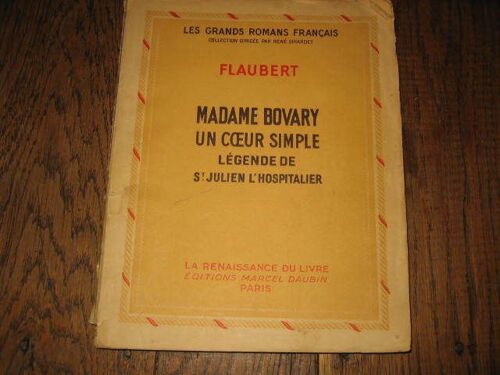 LES GRANDS ROMANS FRANÇAIS
COLLECTION DIRIGÉE PAR RENÉ GIRARDET
FLAUBERT
MADAME BOVARY
UN CŒUR SIMPLE
LÉGENDE DE
ST JULIEN L'HOSPITALIER
LA RENAISSANCE DU LIVRE
ÉDITIONS MARCEL DAUBIN
PARIS